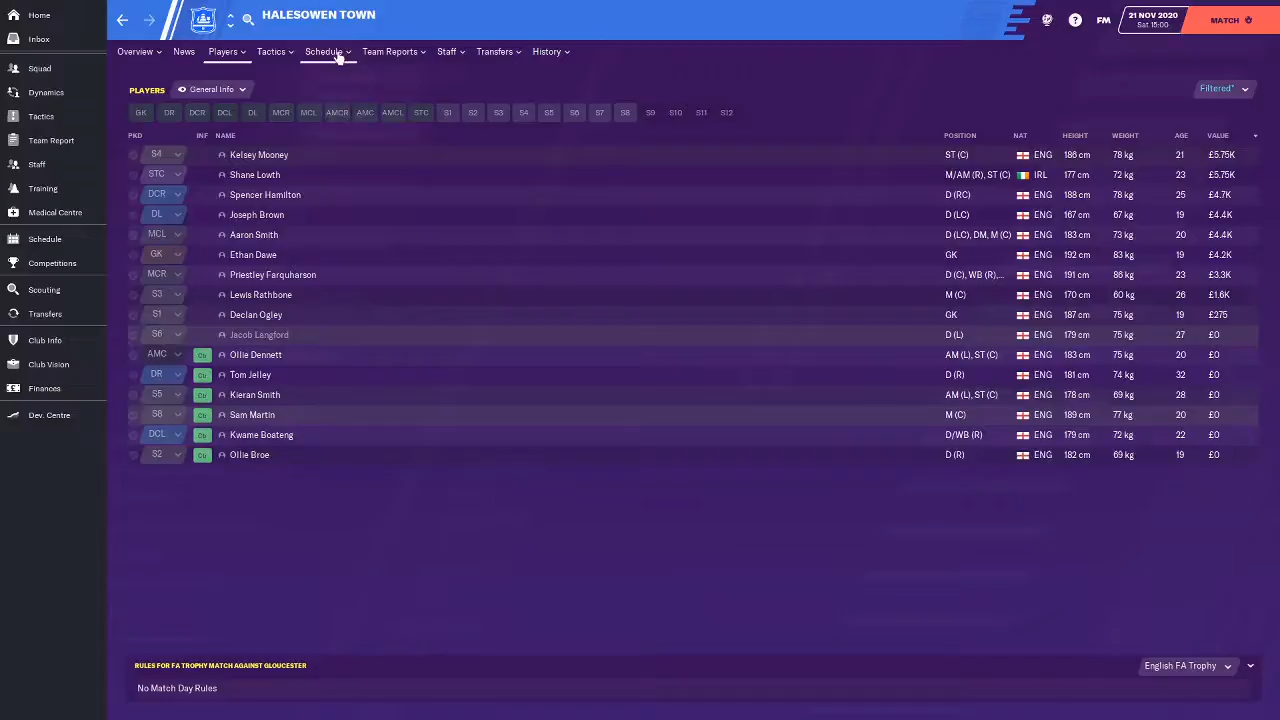 Home
Inbox
Squad
Dynamics
Tactics
Team Report
Staff
Training
Medical Centre
Schedule
Competitions
Scouting
Transfers
Club Info
Club Vision
Finances
Dev. Centre
HALESOWEN TOWN
FM
21 NOV 2020
Sat 15:00
MATCH
Overview News Players Tactics Schedule Team Reports Staff Transfers History
PLAYERS General Info Filtered*
GK DR DCR DCL DL MCR MCL AMCR AMC AMCL STC S1 S2 S3 S4 S5 S6 S7 S8 S9 S10 S11 S12
PKD INF NAME POSITION NAT HEIGHT WEIGHT AGE VALUE
S4 Kelsey Mooney ST (C) ENG 186 cm 78 kg 21 £5.75K
STC Shane Lowth M/AM (R), ST (C) IRL 177 cm 72 kg 23 £5.75K
DCR Spencer Hamilton D (RC) ENG 188 cm 78 kg 25 £4.7K
DL Joseph Brown D (LC) ENG 167 cm 67 kg 19 £4.4K
MCL Aaron Smith D (LC), DM, M (C) ENG 183 cm 73 kg 20 £4.4K
GK Ethan Dawe GK ENG 192 cm 83 kg 19 £4.2K
MCR Priestley Farquharson D (C), WB (R),... ENG 191 cm 86 kg 23 £3.3K
S3 Lewis Rathbone M (C) ENG 170 cm 60 kg 26 £1.6K
S1 Declan Ogley GK ENG 187 cm 75 kg 19 £275
S6 Jacob Langford D (L) ENG 179 cm 75 kg 27 £0
AMC Cb Ollie Dennett AM (L), ST (C) ENG 183 cm 75 kg 20 £0
DR Cb Tom Jelley D (R) ENG 181 cm 74 kg 32 £0
S5 Cb Kieran Smith AM (L), ST (C) ENG 178 cm 69 kg 28 £0
S8 Cb Sam Martin M (C) ENG 189 cm 77 kg 20 £0
DCL Cb Kwame Boateng D/WB (R) ENG 179 cm 72 kg 22 £0
S2 Cb Ollie Broe D (R) ENG 182 cm 69 kg 19 £0
RULES FOR FA TROPHY MATCH AGAINST GLOUCESTER English FA Trophy
No Match Day Rules